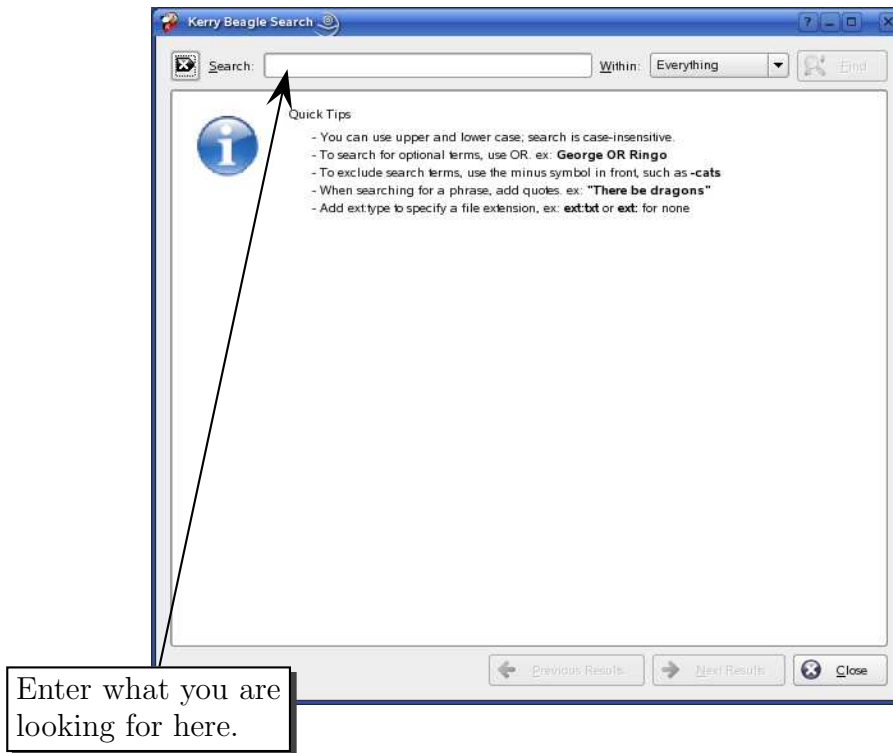 Kerry Beagle Search
Search: Within: Everything Find
Quick Tips
- You can use upper and lower case; search is case-insensitive.
- To search for optional terms, use OR. ex: George OR Ringo
- To exclude search terms, use the minus symbol in front, such as -cats
- When searching for a phrase, add quotes. ex: "There be dragons"
- Add ext:type to specify a file extension, ex: ext:txt or ext: for none
Previous Results Next Results Close
Enter what you are
looking for here.